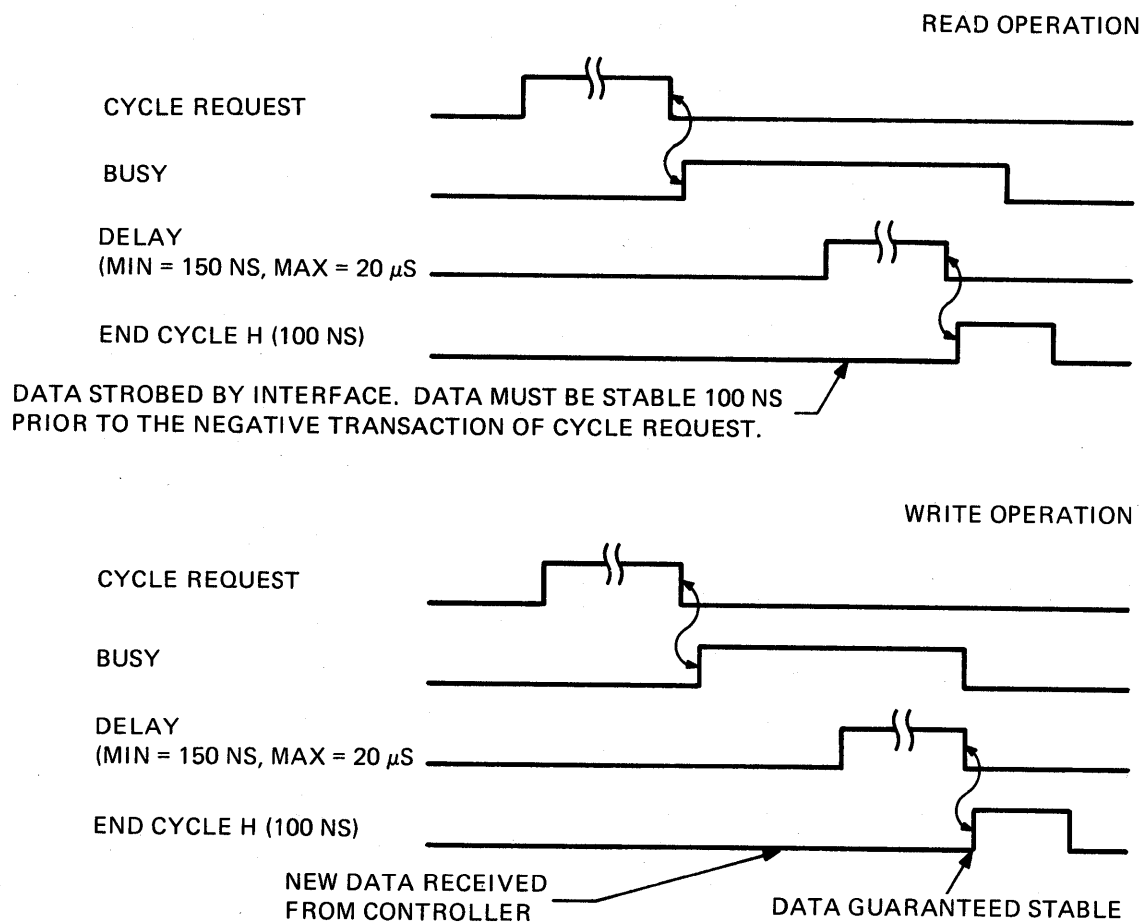 READ OPERATION
CYCLE REQUEST
BUSY
DELAY
(MIN = 150 NS, MAX = 20 μS
END CYCLE H (100 NS)
DATA STROBED BY INTERFACE. DATA MUST BE STABLE 100 NS
PRIOR TO THE NEGATIVE TRANSACTION OF CYCLE REQUEST.
WRITE OPERATION
CYCLE REQUEST
BUSY
DELAY
(MIN = 150 NS, MAX = 20 μS
END CYCLE H (100 NS)
NEW DATA RECEIVED
FROM CONTROLLER
DATA GUARANTEED STABLE